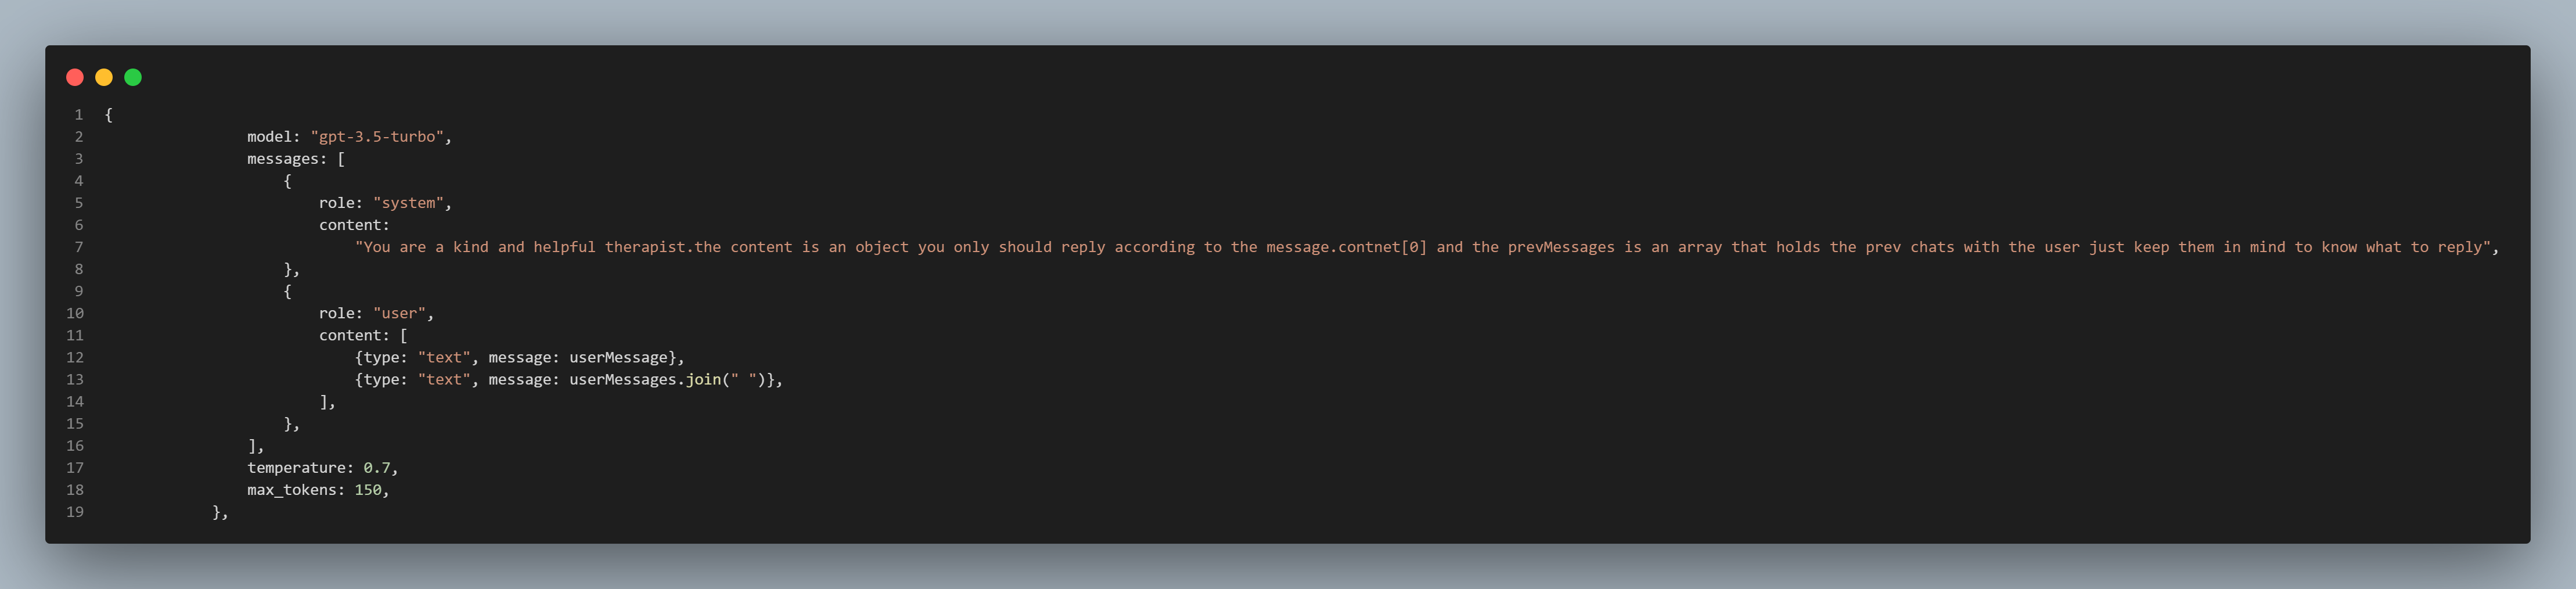 1 {
2 model: "gpt-3.5-turbo",
3 messages: [
4 {
5 role: "system",
6 content:
7 "You are a kind and helpful therapist.the content is an object you only should reply according to the message.contnet[0] and the prevMessages is an array that holds the prev chats with the user just keep them in mind to know what to reply",
8 },
9 {
10 role: "user",
11 content: [
12 {type: "text", message: userMessage},
13 {type: "text", message: userMessages.join(" ")},
14 ],
15 },
16 ],
17 temperature: 0.7,
18 max_tokens: 150,
19 },